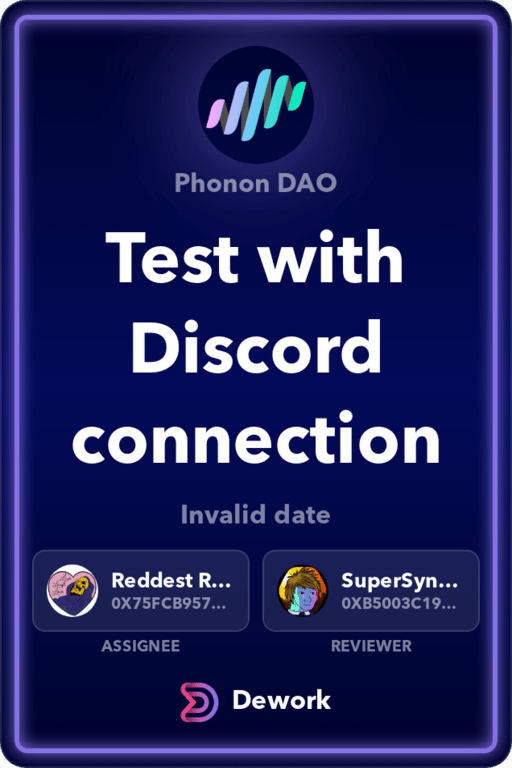 Phonon DAO
Test with
Discord
connection
Invalid date
Reddest R...
0X75FCB957...
SuperSyn...
0XB5003C19...
ASSIGNEE
REVIEWER
Dework